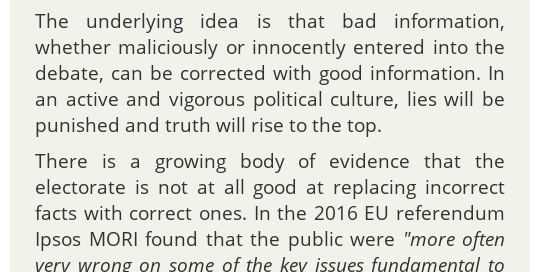 The underlying idea is that bad information,
whether maliciously or innocently entered into the
debate, can be corrected with good information. In
an active and vigorous political culture, lies will be
punished and truth will rise to the top.
There is a growing body of evidence that the
electorate is not at all good at replacing incorrect
facts with correct ones. In the 2016 EU referendum
Ipsos MORI found that the public were "more often
very wrong on some of the key issues fundamental to